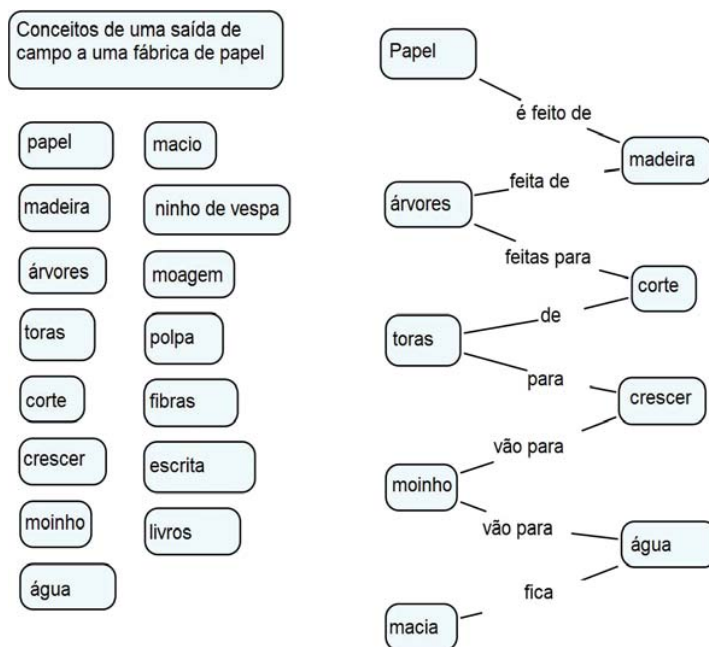 Conceitos de uma saída de
campo a uma fábrica de papel
papel
macio
madeira
ninho de vespa
árvores
moagem
toras
polpa
corte
fibras
crescer
escrita
moinho
livros
água
Papel
é feito de
madeira
feita de
árvores
feitas para
corte
de
toras
para
crescer
vão para
moinho
vão para
água
fica
macia